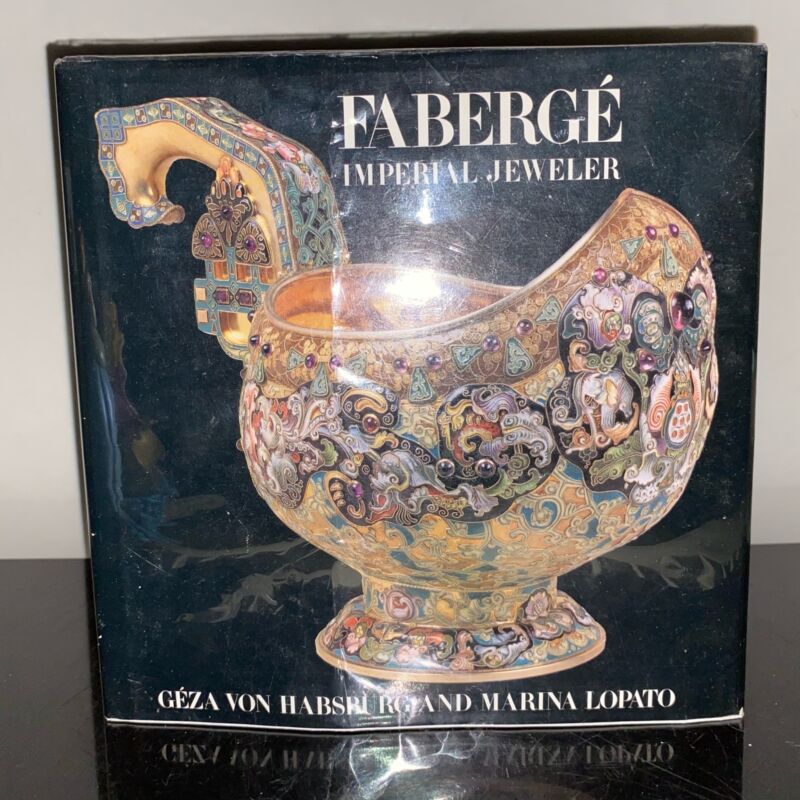 FABERGÉ
IMPERIAL JEWELER
GÉZA VON HABSBURG AND MARINA LOPATO